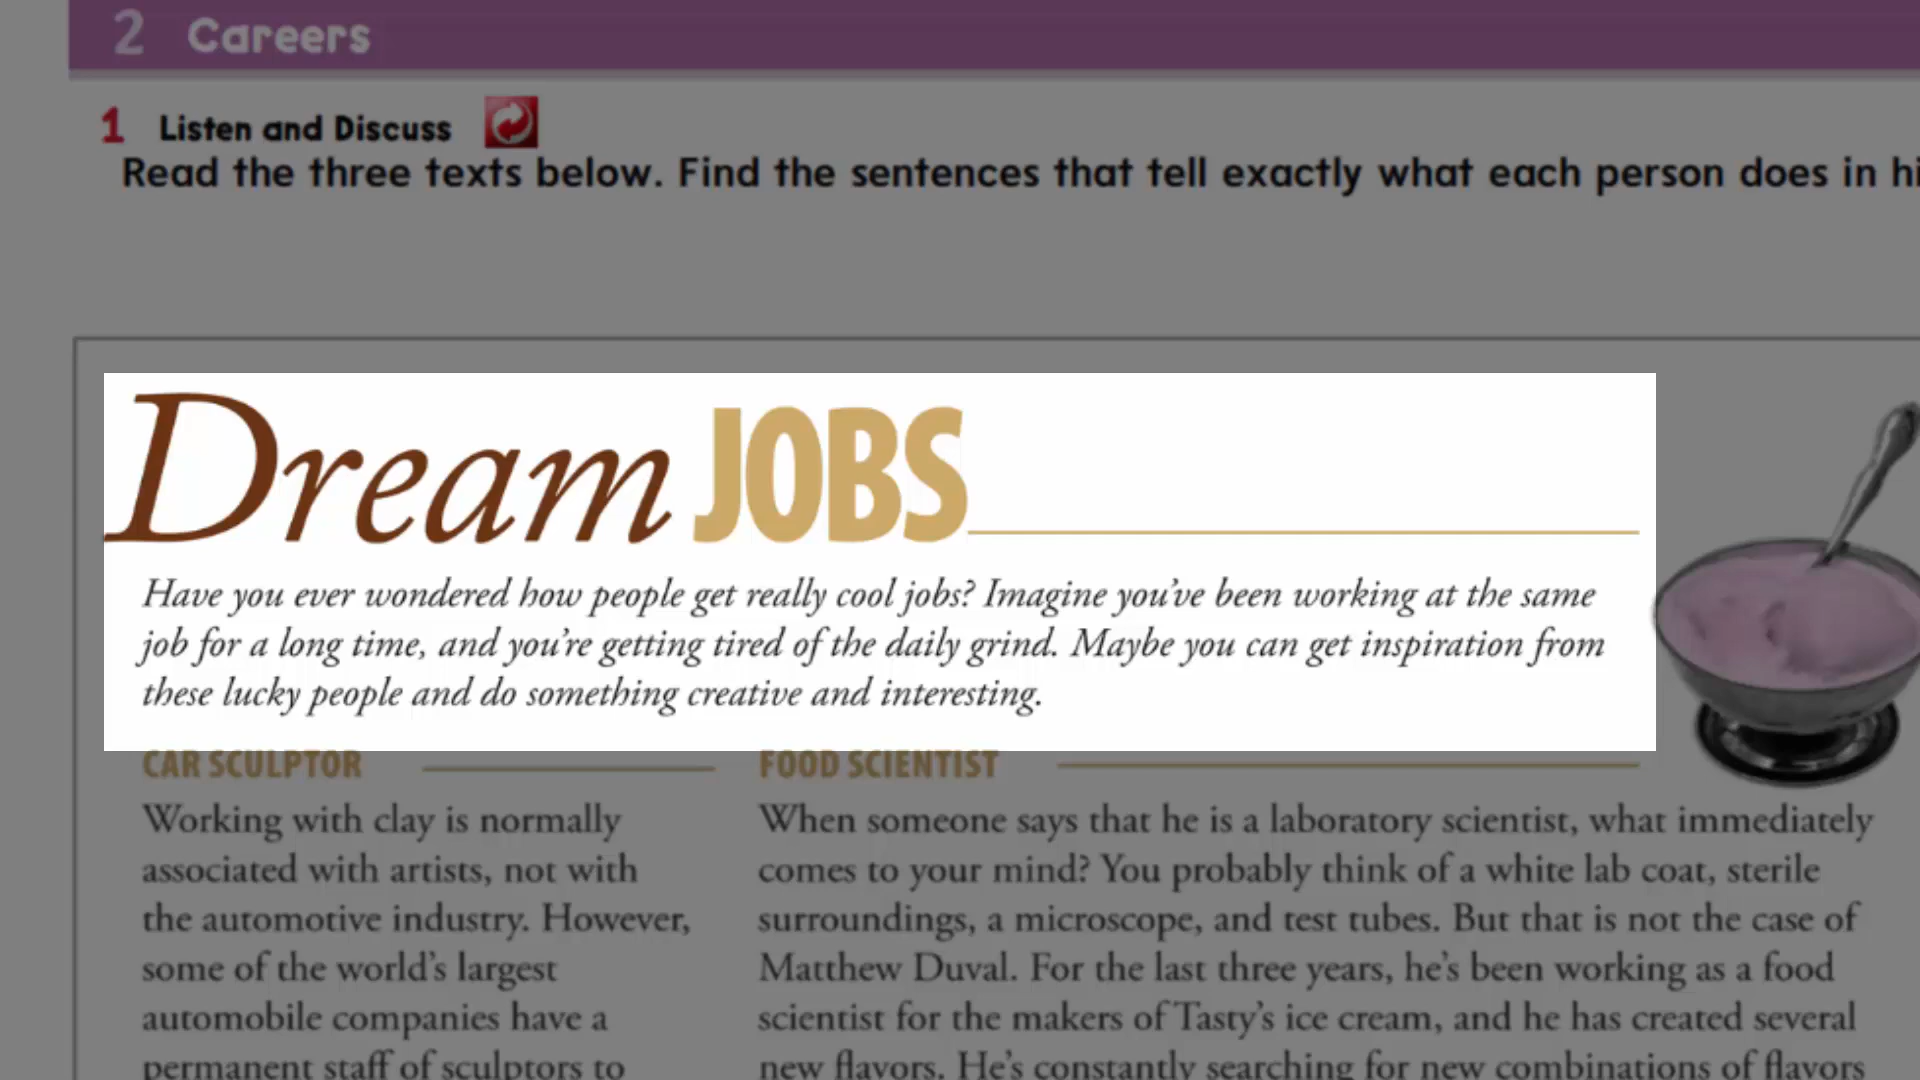 2 Careers
1 Listen and Discuss
Read the three texts below. Find the sentences that tell exactly what each person does in
Dream JOBS
Have you ever wondered how people get really cool jobs? Imagine you've been working at the same
job for a long time, and you're getting tired of the daily grind. Maybe you can get inspiration from
these lucky people and do something creative and interesting.
CAR SCULPTOR
Working with clay is normally
associated with artists, not with
the automotive industry. However,
some of the world's largest
automobile companies have a
permanent staff of sculptors to
FOOD SCIENTIST
When someone says that he is a laboratory scientist, what immediately
comes to your mind? You probably think of a white lab coat, sterile
surroundings, a microscope, and test tubes. But that is not the case of
Matthew Duval. For the last three years, he's been working as a food
scientist for the makers of Tasty's ice cream, and he has created several
new flavors. He's constantly searching for new combinations of flavors